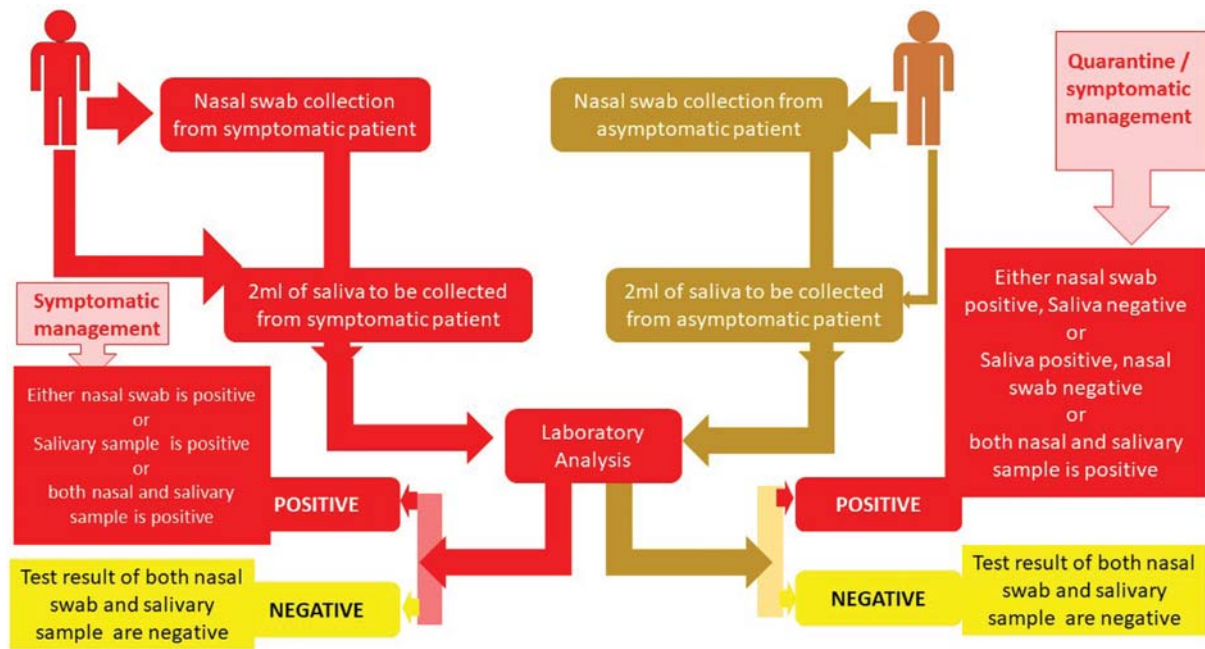 Nasal swab collection
from symptomatic patient
Nasal swab collection from
asymptomatic patient
Quarantine /
symptomatic
management
2ml of saliva to be collected
from symptomatic patient
2ml of saliva to be collected
from asymptomatic patient
Symptomatic
management
Either nasal swab
positive, Saliva negative
or
Saliva positive, nasal
swab negative
or
both nasal and salivary
sample is positive
Either nasal swab is positive
or
Salivary sample is positive
or
both nasal and salivary
sample is positive
Laboratory
Analysis
POSITIVE
POSITIVE
Test result of both nasal
swab and salivary
sample are negative
NEGATIVE
NEGATIVE
Test result of both nasal
swab and salivary
sample are negative